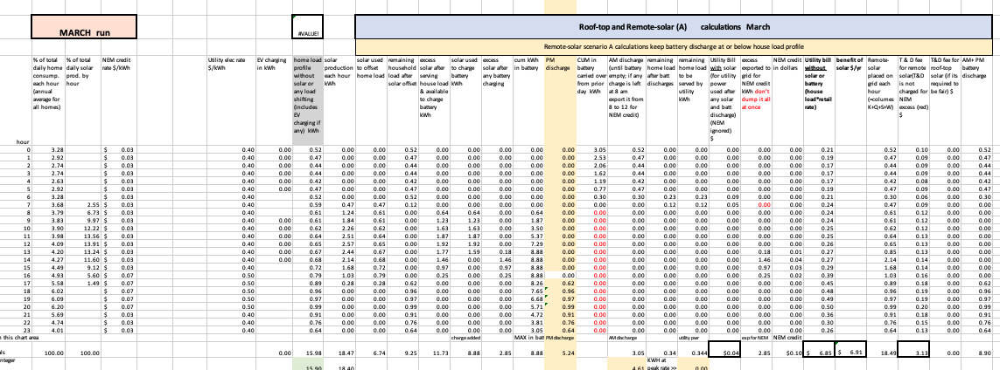 MARCH run
#VALUE!
Roof-top and Remote-solar (A) calculations March
Remote-solar scenario A calculations keep battery discharge at or below house load profile
hour
% of total daily home consump. each hour (annual average for all homes)
% of total daily solar prod. by hour
NEM credit rate $/kWh
Utility elec rate $/kWh
EV charging in kWh
home load profile without solar or any load shifting (includes EV charging if any) kWh
solar production each hour kWh
solar used to offset home load
remaining household load after solar offset
excess solar after serving house load & available to charge battery kWh
solar used to charge battery kWh
excess solar after any battery charging
cum kWh in battery
PM discharge
CUM in battery carried over from prior day kWh
AM discharge (until battery empty; if any charge is left at 8 am export it from 8 to 12 for NEM credit)
remaining home load after batt discharges
remaining home load to be served by utility kWh
Utility Bill with solar (for utility power used after any solar and batt discharge) (NEM ignored) $
excess exported to grid for NEM credit kWh don't dump it all at once
NEM credit in dollars
Utility bill without solar or battery (house load*retail rate)
benefit of solar $/yr
Remote-solar placed on grid each hour (=columns K+Q+S+W)
T & D fee for remote solar(T&D is not charged for NEM excess (red) $
T&D fee for roof-top solar (if its required to be fair) $
AM+ PM battery discharge
0 3.28 $ 0.03 0.40 0.00 0.52 0.00 0.00 0.52 0.00 0.00 0.00 0.00 0.00 3.05 0.52 0.00 0.00 0.00 0.00 0.00 0.21 0.52 0.10 0.00 0.52
1 2.92 $ 0.03 0.40 0.00 0.47 0.00 0.00 0.47 0.00 0.00 0.00 0.00 0.00 2.53 0.47 0.00 0.00 0.00 0.00 0.00 0.19 0.47 0.09 0.00 0.47
2 2.74 $ 0.03 0.40 0.00 0.44 0.00 0.00 0.44 0.00 0.00 0.00 0.00 0.00 2.06 0.44 0.00 0.00 0.00 0.00 0.00 0.17 0.44 0.09 0.00 0.44
3 2.74 $ 0.03 0.40 0.00 0.44 0.00 0.00 0.44 0.00 0.00 0.00 0.00 0.00 1.62 0.44 0.00 0.00 0.00 0.00 0.00 0.17 0.44 0.09 0.00 0.44
4 2.63 $ 0.03 0.40 0.00 0.42 0.00 0.00 0.42 0.00 0.00 0.00 0.00 0.00 1.19 0.42 0.00 0.00 0.00 0.00 0.00 0.17 0.42 0.08 0.00 0.42
5 2.92 $ 0.03 0.40 0.00 0.47 0.00 0.00 0.47 0.00 0.00 0.00 0.00 0.00 0.77 0.47 0.00 0.00 0.00 0.00 0.00 0.19 0.47 0.09 0.00 0.47
6 3.28 $ 0.03 0.40 0.52 0.00 0.00 0.52 0.00 0.00 0.00 0.00 0.00 0.30 0.30 0.23 0.23 0.09 0.00 0.00 0.21 0.30 0.06 0.00 0.30
7 3.68 2.55 $ 0.03 0.40 0.59 0.47 0.47 0.12 0.00 0.00 0.00 0.00 0.00 0.00 0.00 0.12 0.12 0.05 0.00 0.00 0.24 0.47 0.09 0.00 0.00
8 3.79 6.73 $ 0.03 0.40 0.61 1.24 0.61 0.00 0.64 0.64 0.00 0.64 0.00 0.00 0.00 0.00 0.00 0.00 0.00 0.00 0.24 0.61 0.12 0.00 0.00
9 3.83 9.97 $ 0.03 0.40 0.00 0.61 1.84 0.61 0.00 1.23 1.23 0.00 1.87 0.00 0.00 0.00 0.00 0.00 0.00 0.00 0.00 0.24 0.61 0.12 0.00 0.00
10 3.90 12.22 $ 0.03 0.40 0.00 0.62 2.26 0.62 0.00 1.63 1.63 0.00 3.50 0.00 0.00 0.00 0.00 0.00 0.00 0.00 0.00 0.25 0.62 0.12 0.00 0.00
11 3.98 13.56 $ 0.03 0.40 0.00 0.64 2.51 0.64 0.00 1.87 1.87 0.00 5.37 0.00 0.00 0.00 0.00 0.00 0.00 0.00 0.00 0.25 0.64 0.13 0.00 0.00
12 4.09 13.91 $ 0.03 0.40 0.00 0.65 2.57 0.65 0.00 1.92 1.92 0.00 7.29 0.00 0.00 0.00 0.00 0.00 0.00 0.00 0.00 0.26 0.65 0.13 0.00 0.00
13 4.20 13.24 $ 0.03 0.40 0.00 0.67 2.44 0.67 0.00 1.77 1.59 0.18 8.88 0.00 0.00 0.00 0.00 0.00 0.00 0.18 0.01 0.27 0.85 0.13 0.00 0.00
14 4.27 11.60 $ 0.03 0.40 0.00 0.68 2.14 0.68 0.00 1.46 0.00 1.46 8.88 0.00 0.00 0.00 0.00 0.00 0.00 1.46 0.04 0.27 2.14 0.14 0.00 0.00
15 4.49 9.12 $ 0.03 0.40 0.72 1.68 0.72 0.00 0.97 0.00 0.97 8.88 0.00 0.00 0.00 0.00 0.00 0.00 0.97 0.03 0.29 1.68 0.14 0.00 0.00
16 4.93 5.60 $ 0.07 0.50 0.79 1.03 0.79 0.00 0.25 0.00 0.25 8.88 0.00 0.00 0.00 0.00 0.00 0.00 0.25 0.02 0.39 1.03 0.16 0.00 0.00
17 5.58 1.49 $ 0.07 0.50 0.89 0.28 0.28 0.62 0.00 0.00 0.00 8.26 0.62 0.00 0.00 0.00 0.00 0.00 0.00 0.00 0.45 0.89 0.18 0.00 0.62
18 6.02 $ 0.07 0.50 0.96 0.00 0.00 0.96 0.00 0.00 0.00 7.65 0.96 0.00 0.00 0.00 0.00 0.00 0.00 0.00 0.48 0.96 0.19 0.00 0.96
19 6.09 $ 0.07 0.50 0.97 0.00 0.00 0.97 0.00 0.00 0.00 6.68 0.97 0.00 0.00 0.00 0.00 0.00 0.00 0.00 0.49 0.97 0.19 0.00 0.97
20 6.20 $ 0.07 0.50 0.99 0.00 0.00 0.99 0.00 0.00 0.00 5.71 0.99 0.00 0.00 0.00 0.00 0.00 0.00 0.00 0.50 0.99 0.20 0.00 0.99
21 5.69 $ 0.03 0.40 0.91 0.00 0.00 0.91 0.00 0.00 0.00 4.72 0.91 0.00 0.00 0.00 0.00 0.00 0.00 0.00 0.36 0.91 0.18 0.00 0.91
22 4.74 $ 0.03 0.40 0.76 0.00 0.00 0.76 0.00 0.00 0.00 3.81 0.76 0.00 0.00 0.00 0.00 0.00 0.00 0.00 0.30 0.76 0.15 0.00 0.76
23 4.01 $ 0.03 0.40 0.64 0.00 0.00 0.64 0.00 0.00 0.00 3.05 0.64 0.00 0.00 0.00 0.00 0.00 0.00 0.00 0.26 0.64 0.13 0.00 0.64
this chart area charge added MAX in batt PM discharge AM discharge utility pwr exp for NEM NEM credit
100.00 100.00 0.00 15.98 18.47 6.74 9.25 11.73 8.88 2.85 8.88 5.24 3.05 0.34 0.344 $0.04 2.85 $0.10 $ 6.85 $ 6.91 18.49 3.13 0.00 8.90
15.90 18.40 4.61 KWH at peak rate >> 0.00